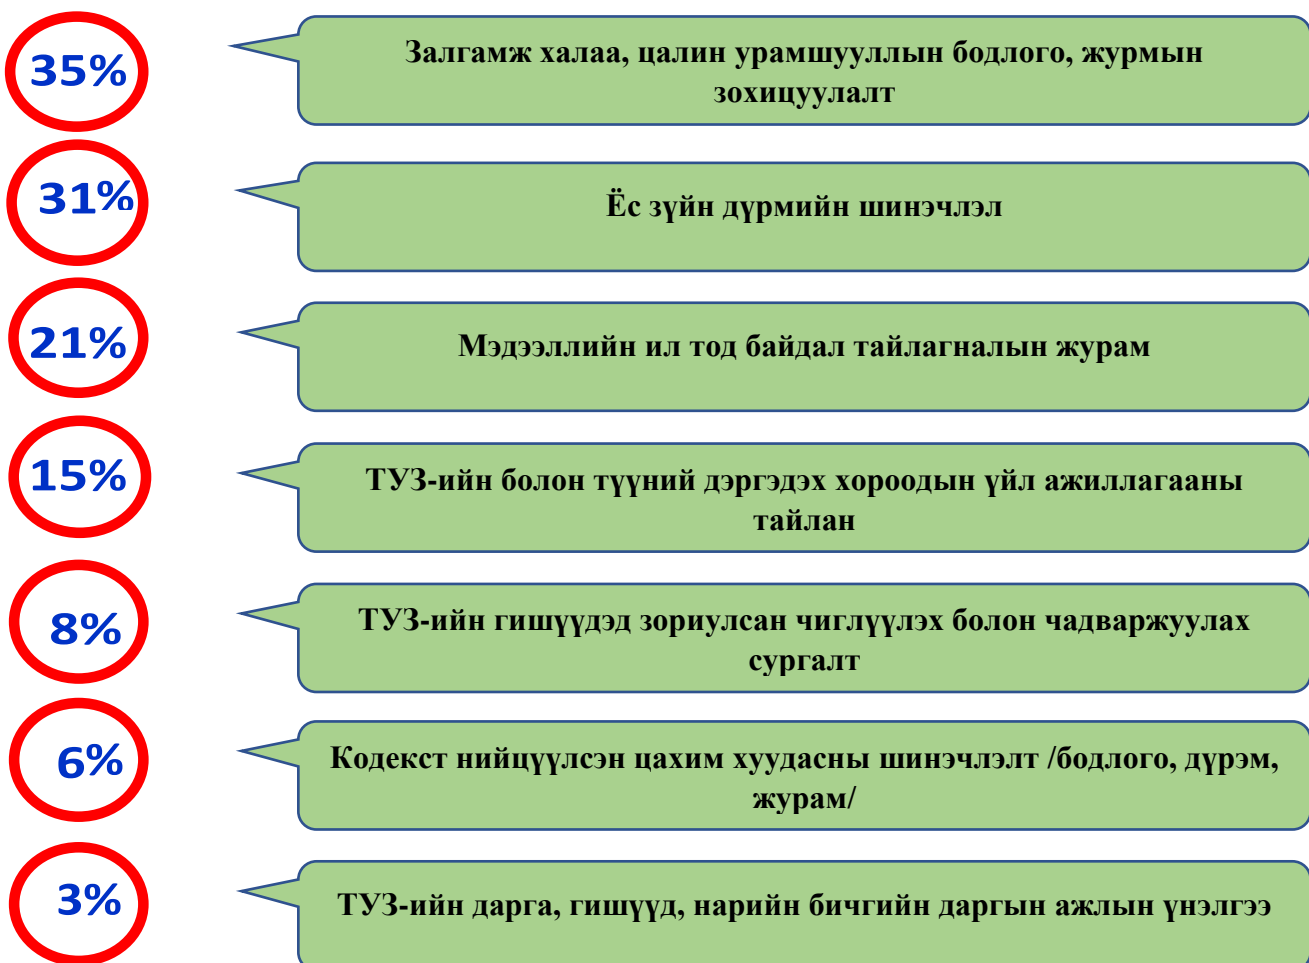 35%
Залгамж халаа, цалин урамшууллын бодлого, журмын
зохицуулалт
31%
Ёс зүйн дүрмийн шинэчлэл
21%
Мэдээллийн ил тод байдал тайлагналын журам
15%
ТУЗ-ийн болон түүний дэргэдэх хороодын үйл ажиллагааны
тайлан
8%
ТУЗ-ийн гишүүдэд зориулсан чиглүүлэх болон чадваржуулах
сургалт
6%
Кодекст нийцүүлсэн цахим хуудасны шинэчлэлт /бодлого, дүрэм,
журам/
3%
ТУЗ-ийн дарга, гишүүд, нарийн бичгийн даргын ажлын үнэлгээ